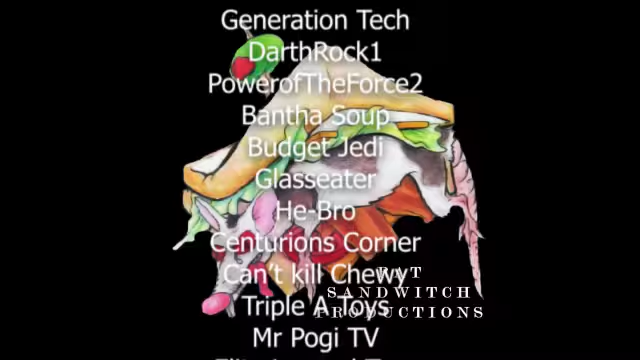 Generation Tech
DarthRock1
PowerofTheForce2
Bantha Soup
Budget Jedi
Glasseater
He-Bro
Centurions Corner
Can't kill Chewy
RAT
SANDWITCH
Triple A Toys
PRODUCTIONS
Mr Pogi TV